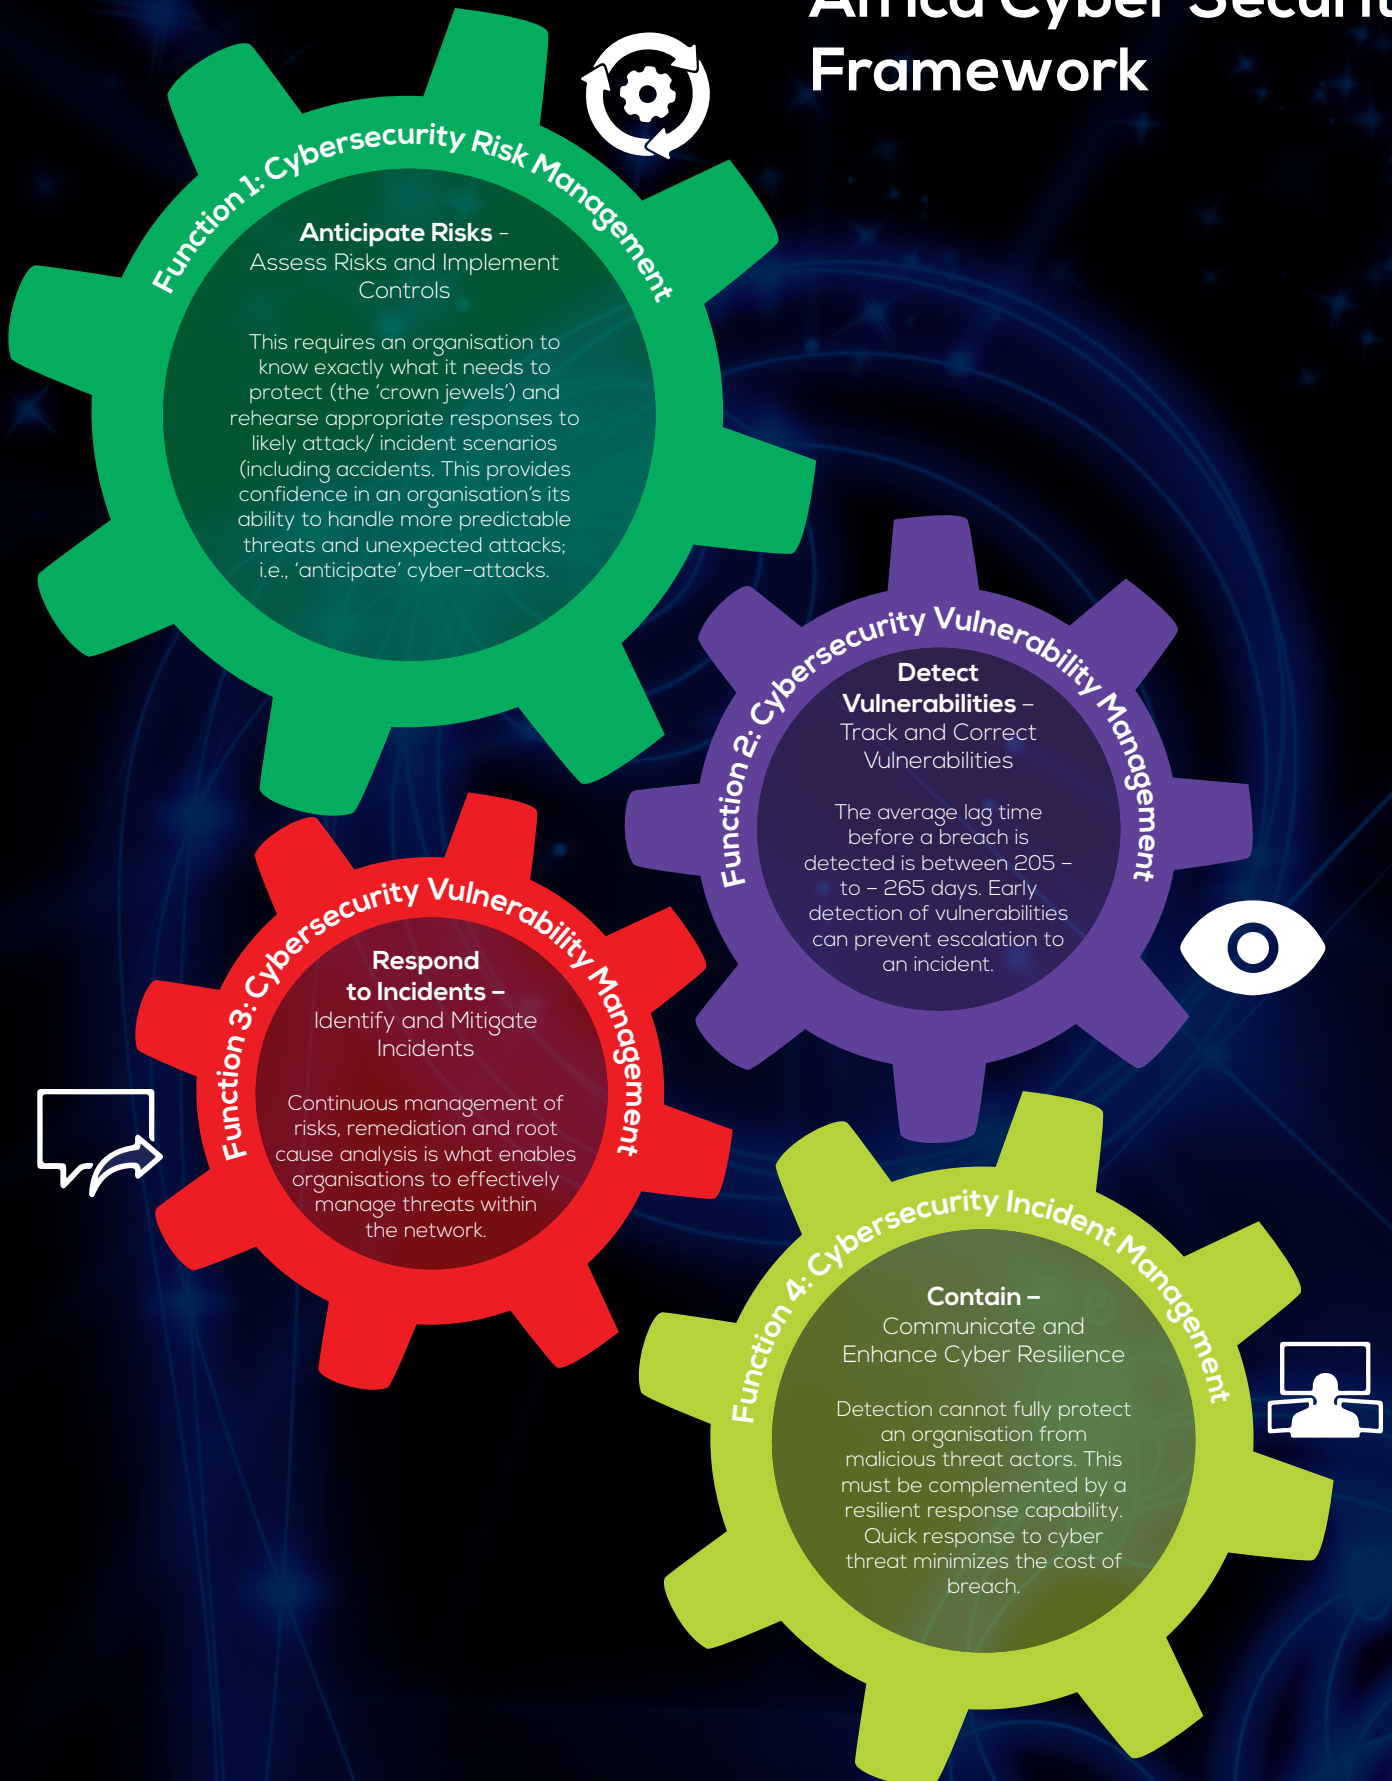 Africa Cyber Securit
Framework
Function 1: Cybersecurity Risk Management
Anticipate Risks -
Assess Risks and Implement
Controls
This requires an organisation to
know exactly what it needs to
protect (the ‘crown jewels’) and
rehearse appropriate responses to
likely attack/ incident scenarios
(including accidents. This provides
confidence in an organisation’s its
ability to handle more predictable
threats and unexpected attacks;
i.e., ‘anticipate’ cyber-attacks.
Function 2: Cybersecurity Vulnerability Management
Detect
Vulnerabilities –
Track and Correct
Vulnerabilities
The average lag time
before a breach is
detected is between 205 –
to – 265 days. Early
detection of vulnerabilities
can prevent escalation to
an incident.
Function 3: Cybersecurity Vulnerability Management
Respond
to Incidents –
Identify and Mitigate
Incidents
Continuous management of
risks, remediation and root
cause analysis is what enables
organisations to effectively
manage threats within
the network.
Function 4: Cybersecurity Incident Management
Contain –
Communicate and
Enhance Cyber Resilience
Detection cannot fully protect
an organisation from
malicious threat actors. This
must be complemented by a
resilient response capability.
Quick response to cyber
threat minimizes the cost of
breach.